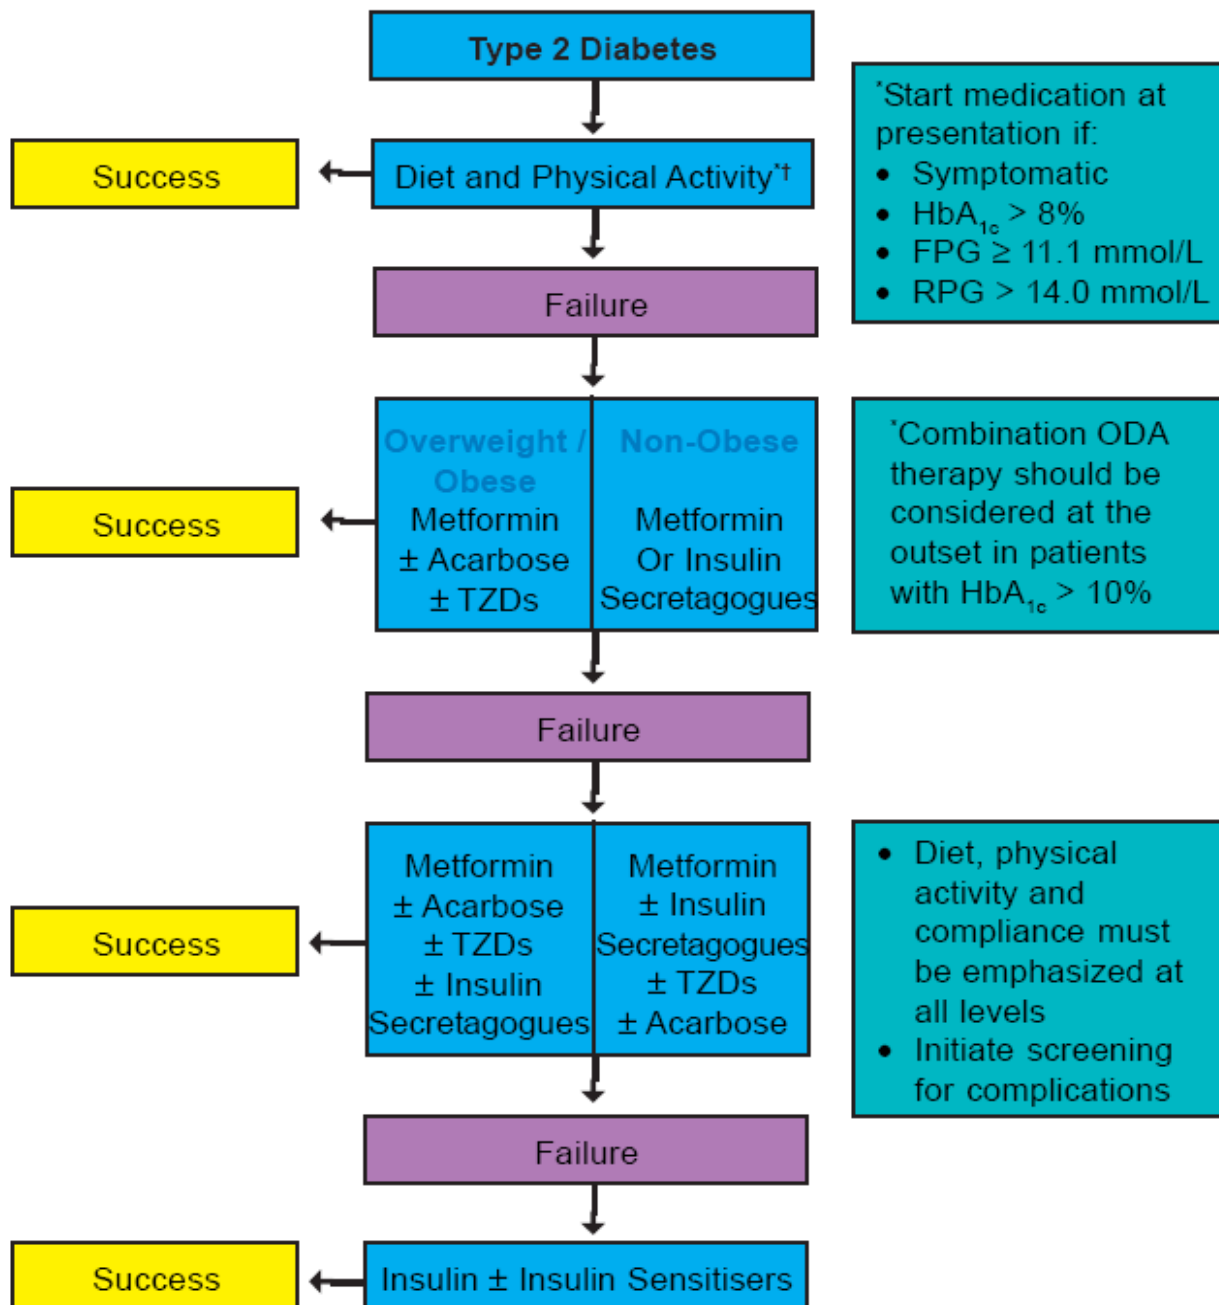 Type 2 Diabetes
*Start medication at
presentation if:
• Symptomatic
• HbA1c > 8%
• FPG ≥ 11.1 mmol/L
• RPG > 14.0 mmol/L
Success
Diet and Physical Activity*†
Failure
Overweight /
Obese
Metformin
± Acarbose
± TZDs
Non-Obese
Metformin
Or Insulin
Secretagogues
Success
*Combination ODA
therapy should be
considered at the
outset in patients
with HbA1c > 10%
Failure
Metformin
± Acarbose
± TZDs
± Insulin
Secretagogues
Metformin
± Insulin
Secretagogues
± TZDs
± Acarbose
Success
• Diet, physical
activity and
compliance must
be emphasized at
all levels
• Initiate screening
for complications
Failure
Success
Insulin ± Insulin Sensitisers